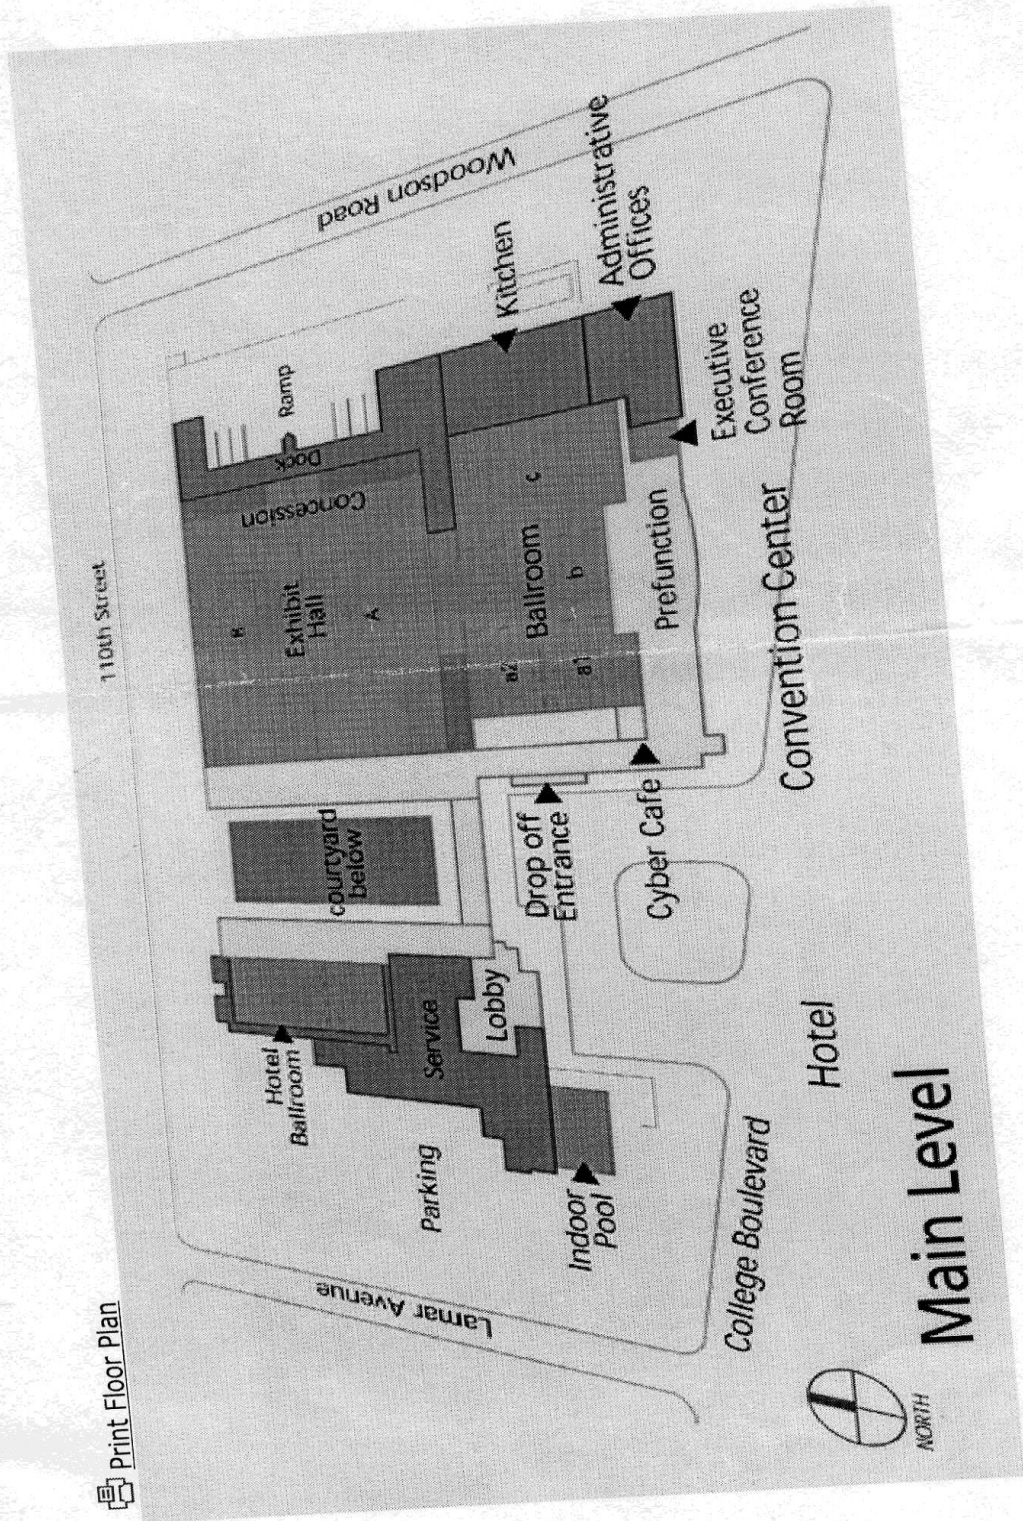 Print Floor Plan
110th Street
Woodson Road
Lamar Avenue
College Boulevard
Ramp
Dock
Concession
Exhibit
Hall
A
Kitchen
Administrative
Offices
Executive
Conference
Room
Ballroom
a2
a1
b
c
Prefunction
Convention Center
courtyard
below
Drop off
Entrance
Cyber Cafe
Hotel
Ballroom
Service
Lobby
Parking
Indoor
Pool
Hotel
Main Level
NORTH